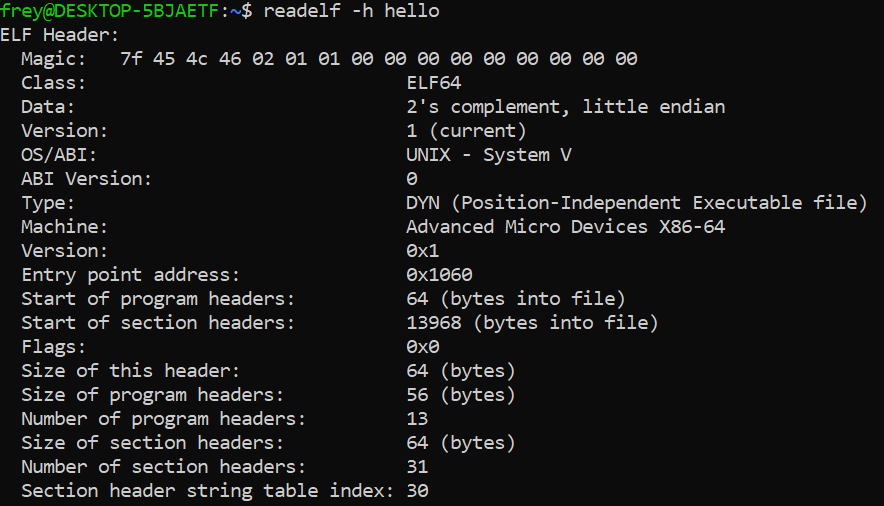 frey@DESKTOP-5BJAETF:~$ readelf -h hello
ELF Header:
  Magic:   7f 45 4c 46 02 01 01 00 00 00 00 00 00 00 00 00
  Class:                             ELF64
  Data:                              2's complement, little endian
  Version:                           1 (current)
  OS/ABI:                            UNIX - System V
  ABI Version:                       0
  Type:                              DYN (Position-Independent Executable file)
  Machine:                           Advanced Micro Devices X86-64
  Version:                           0x1
  Entry point address:               0x1060
  Start of program headers:          64 (bytes into file)
  Start of section headers:          13968 (bytes into file)
  Flags:                             0x0
  Size of this header:               64 (bytes)
  Size of program headers:           56 (bytes)
  Number of program headers:         13
  Size of section headers:           64 (bytes)
  Number of section headers:         31
  Section header string table index: 30